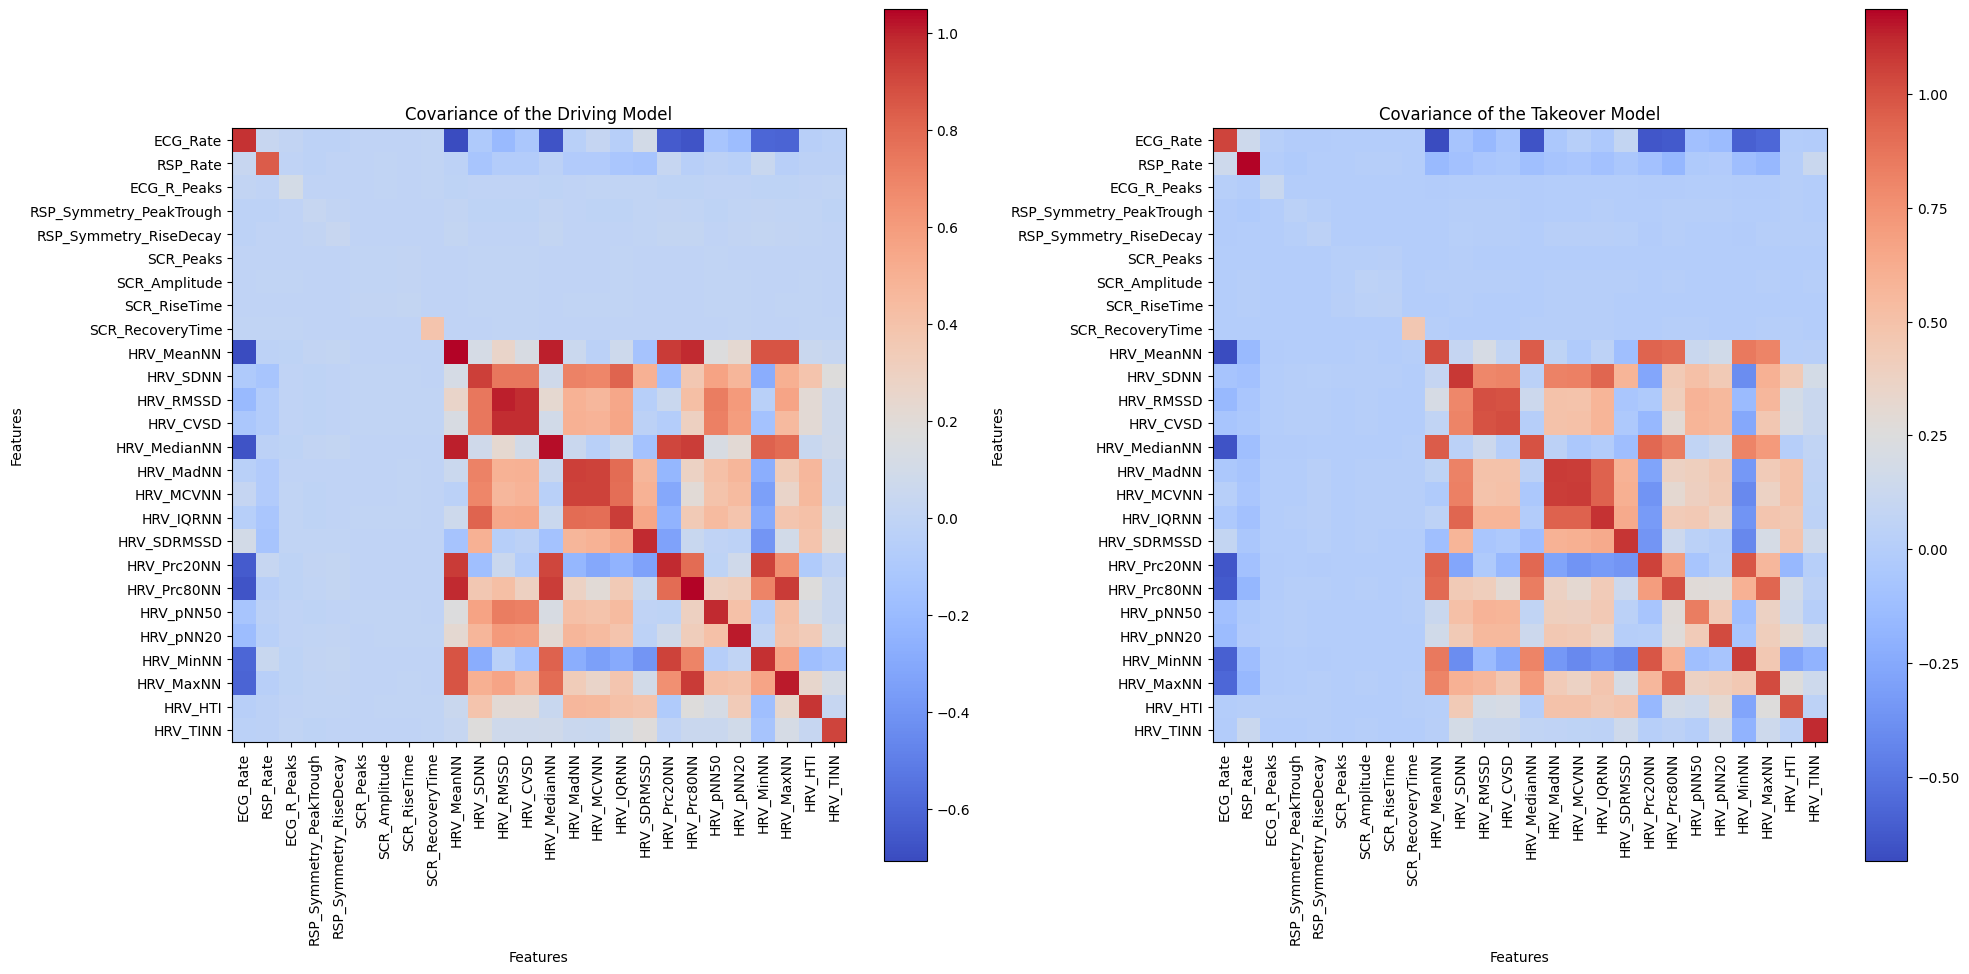 Covariance of the Driving Model
Features
ECG_Rate
RSP_Rate
ECG_R_Peaks
RSP_Symmetry_PeakTrough
RSP_Symmetry_RiseDecay
SCR_Peaks
SCR_Amplitude
SCR_RiseTime
SCR_RecoveryTime
HRV_MeanNN
HRV_SDNN
HRV_RMSSD
HRV_CVSD
HRV_MedianNN
HRV_MadNN
HRV_MCVNN
HRV_IQRNN
HRV_SDRMSSD
HRV_Prc20NN
HRV_Prc80NN
HRV_pNN50
HRV_pNN20
HRV_MinNN
HRV_MaxNN
HRV_HTI
HRV_TINN
ECG_Rate
RSP_Rate
ECG_R_Peaks
RSP_Symmetry_PeakTrough
RSP_Symmetry_RiseDecay
SCR_Peaks
SCR_Amplitude
SCR_RiseTime
SCR_RecoveryTime
HRV_MeanNN
HRV_SDNN
HRV_RMSSD
HRV_CVSD
HRV_MedianNN
HRV_MadNN
HRV_MCVNN
HRV_IQRNN
HRV_SDRMSSD
HRV_Prc20NN
HRV_Prc80NN
HRV_pNN50
HRV_pNN20
HRV_MinNN
HRV_MaxNN
HRV_HTI
HRV_TINN
Features
1.0
0.8
0.6
0.4
0.2
0.0
−0.2
−0.4
−0.6
Covariance of the Takeover Model
Features
ECG_Rate
RSP_Rate
ECG_R_Peaks
RSP_Symmetry_PeakTrough
RSP_Symmetry_RiseDecay
SCR_Peaks
SCR_Amplitude
SCR_RiseTime
SCR_RecoveryTime
HRV_MeanNN
HRV_SDNN
HRV_RMSSD
HRV_CVSD
HRV_MedianNN
HRV_MadNN
HRV_MCVNN
HRV_IQRNN
HRV_SDRMSSD
HRV_Prc20NN
HRV_Prc80NN
HRV_pNN50
HRV_pNN20
HRV_MinNN
HRV_MaxNN
HRV_HTI
HRV_TINN
ECG_Rate
RSP_Rate
ECG_R_Peaks
RSP_Symmetry_PeakTrough
RSP_Symmetry_RiseDecay
SCR_Peaks
SCR_Amplitude
SCR_RiseTime
SCR_RecoveryTime
HRV_MeanNN
HRV_SDNN
HRV_RMSSD
HRV_CVSD
HRV_MedianNN
HRV_MadNN
HRV_MCVNN
HRV_IQRNN
HRV_SDRMSSD
HRV_Prc20NN
HRV_Prc80NN
HRV_pNN50
HRV_pNN20
HRV_MinNN
HRV_MaxNN
HRV_HTI
HRV_TINN
Features
1.00
0.75
0.50
0.25
0.00
−0.25
−0.50